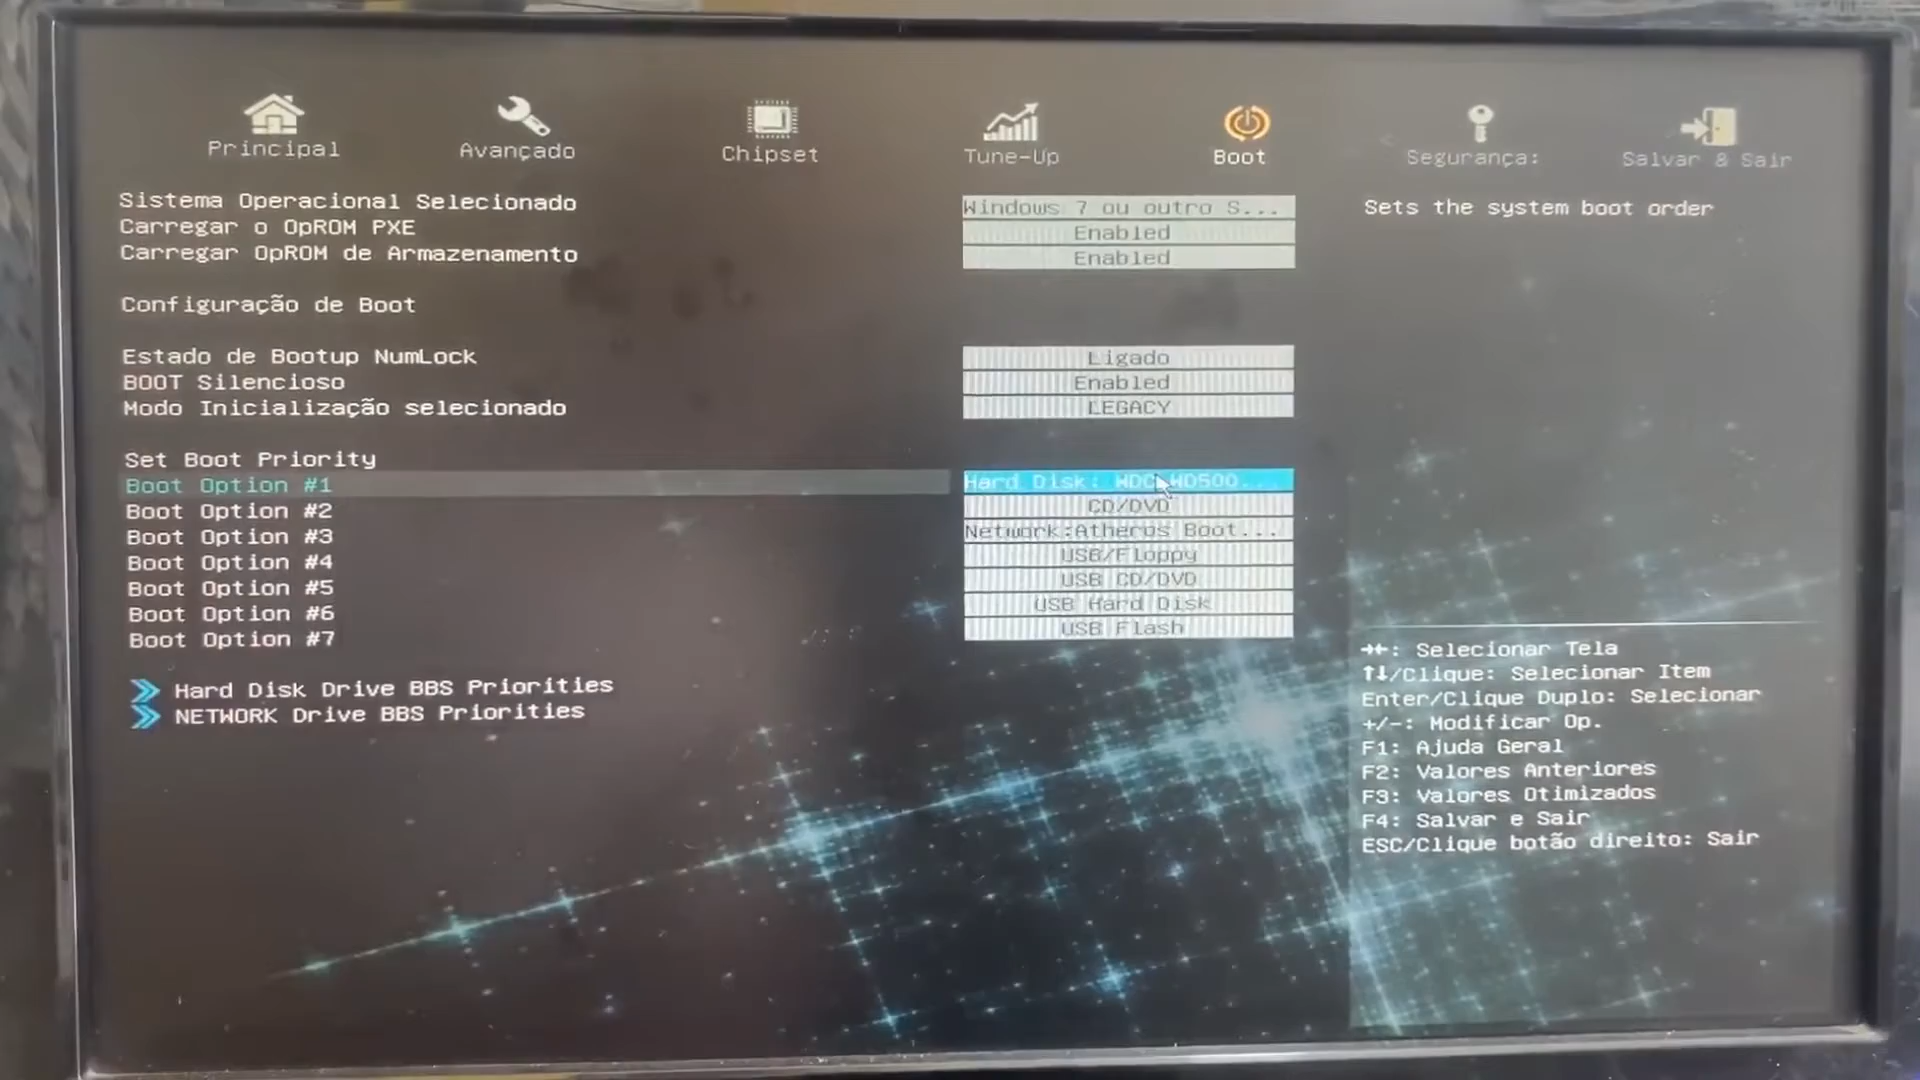 Principal
Avançado
Chipset
Tune-Up
Boot
Segurança:
Salvar & Sair
Sistema Operacional Selecionado
Windows 7 ou outro S...
Carregar o OpROM PXE
Enabled
Carregar OpROM de Armazenamento
Enabled
Configuração de Boot
Estado de Bootup NumLock
Ligado
BOOT Silencioso
Enabled
Modo Inicialização selecionado
LEGACY
Set Boot Priority
Boot Option #1
Hard Disk: WDC WD500...
Boot Option #2
CD/DVD
Boot Option #3
Network:Atheros Boot...
Boot Option #4
USB/Floppy
Boot Option #5
USB CD/DVD
Boot Option #6
USB Hard Disk
Boot Option #7
USB Flash
Hard Disk Drive BBS Priorities
NETWORK Drive BBS Priorities
Sets the system boot order
→←: Selecionar Tela
↑↓/Clique: Selecionar Item
Enter/Clique Duplo: Selecionar
+/-: Modificar Op.
F1: Ajuda Geral
F2: Valores Anteriores
F3: Valores Otimizados
F4: Salvar e Sair
ESC/Clique botão direito: Sair